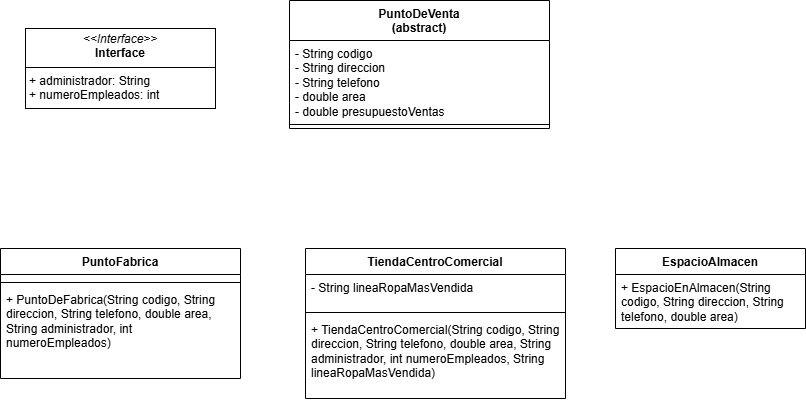 <<Interface>>
Interface
+ administrador: String
+ numeroEmpleados: int
PuntoDeVenta
(abstract)
- String codigo
- String direccion
- String telefono
- double area
- double presupuestoVentas
PuntoFabrica
+ PuntoDeFabrica(String codigo, String
direccion, String telefono, double area,
String administrador, int
numeroEmpleados)
TiendaCentroComercial
- String lineaRopaMasVendida
+ TiendaCentroComercial(String codigo, String
direccion, String telefono, double area, String
administrador, int numeroEmpleados, String
lineaRopaMasVendida)
EspacioAlmacen
+ EspacioEnAlmacen(String
codigo, String direccion, String
telefono, double area)